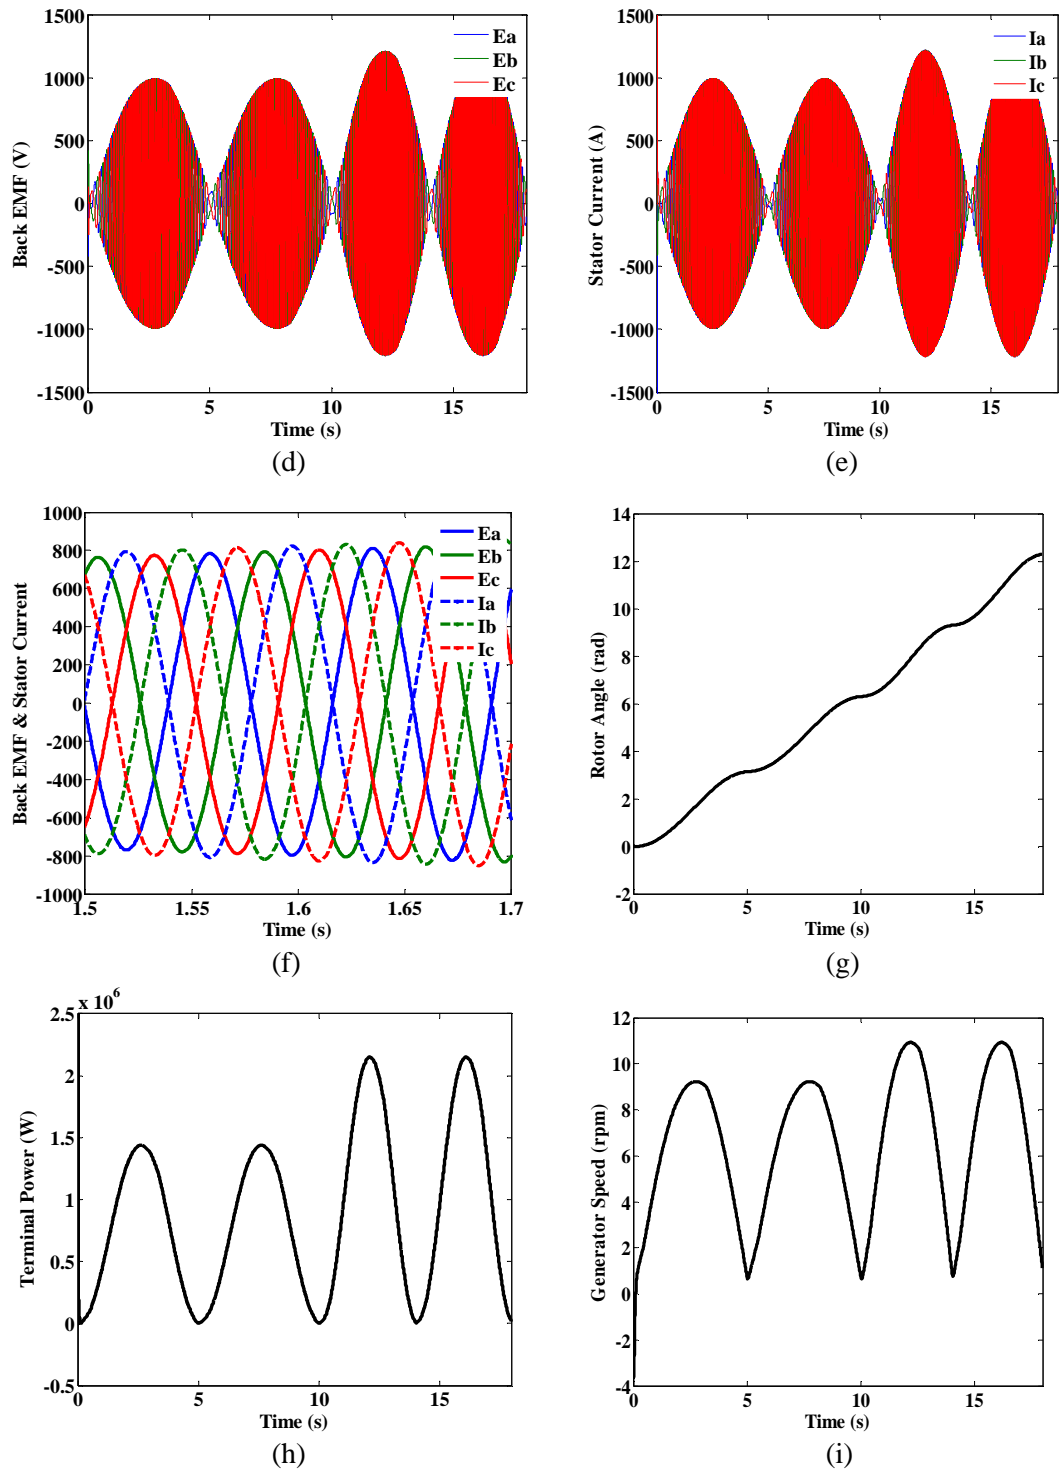 1500
1000
500
0
-500
-1000
-1500
Back EMF (V)
Ea
Eb
Ec
0 5 10 15
Time (s)
(d)
1500
1000
500
0
-500
-1000
-1500
Stator Current (A)
Ia
Ib
Ic
0 5 10 15
Time (s)
(e)
1000
800
600
400
200
0
-200
-400
-600
-800
-1000
Back EMF & Stator Current
Ea
Eb
Ec
Ia
Ib
Ic
1.5 1.55 1.6 1.65 1.7
Time (s)
(f)
14
12
10
8
6
4
2
0
-2
Rotor Angle (rad)
0 5 10 15
Time (s)
(g)
x 10^6
2.5
2
1.5
1
0.5
0
-0.5
Terminal Power (W)
0 5 10 15
Time (s)
(h)
12
10
8
6
4
2
0
-2
-4
Generator Speed (rpm)
0 5 10 15
Time (s)
(i)